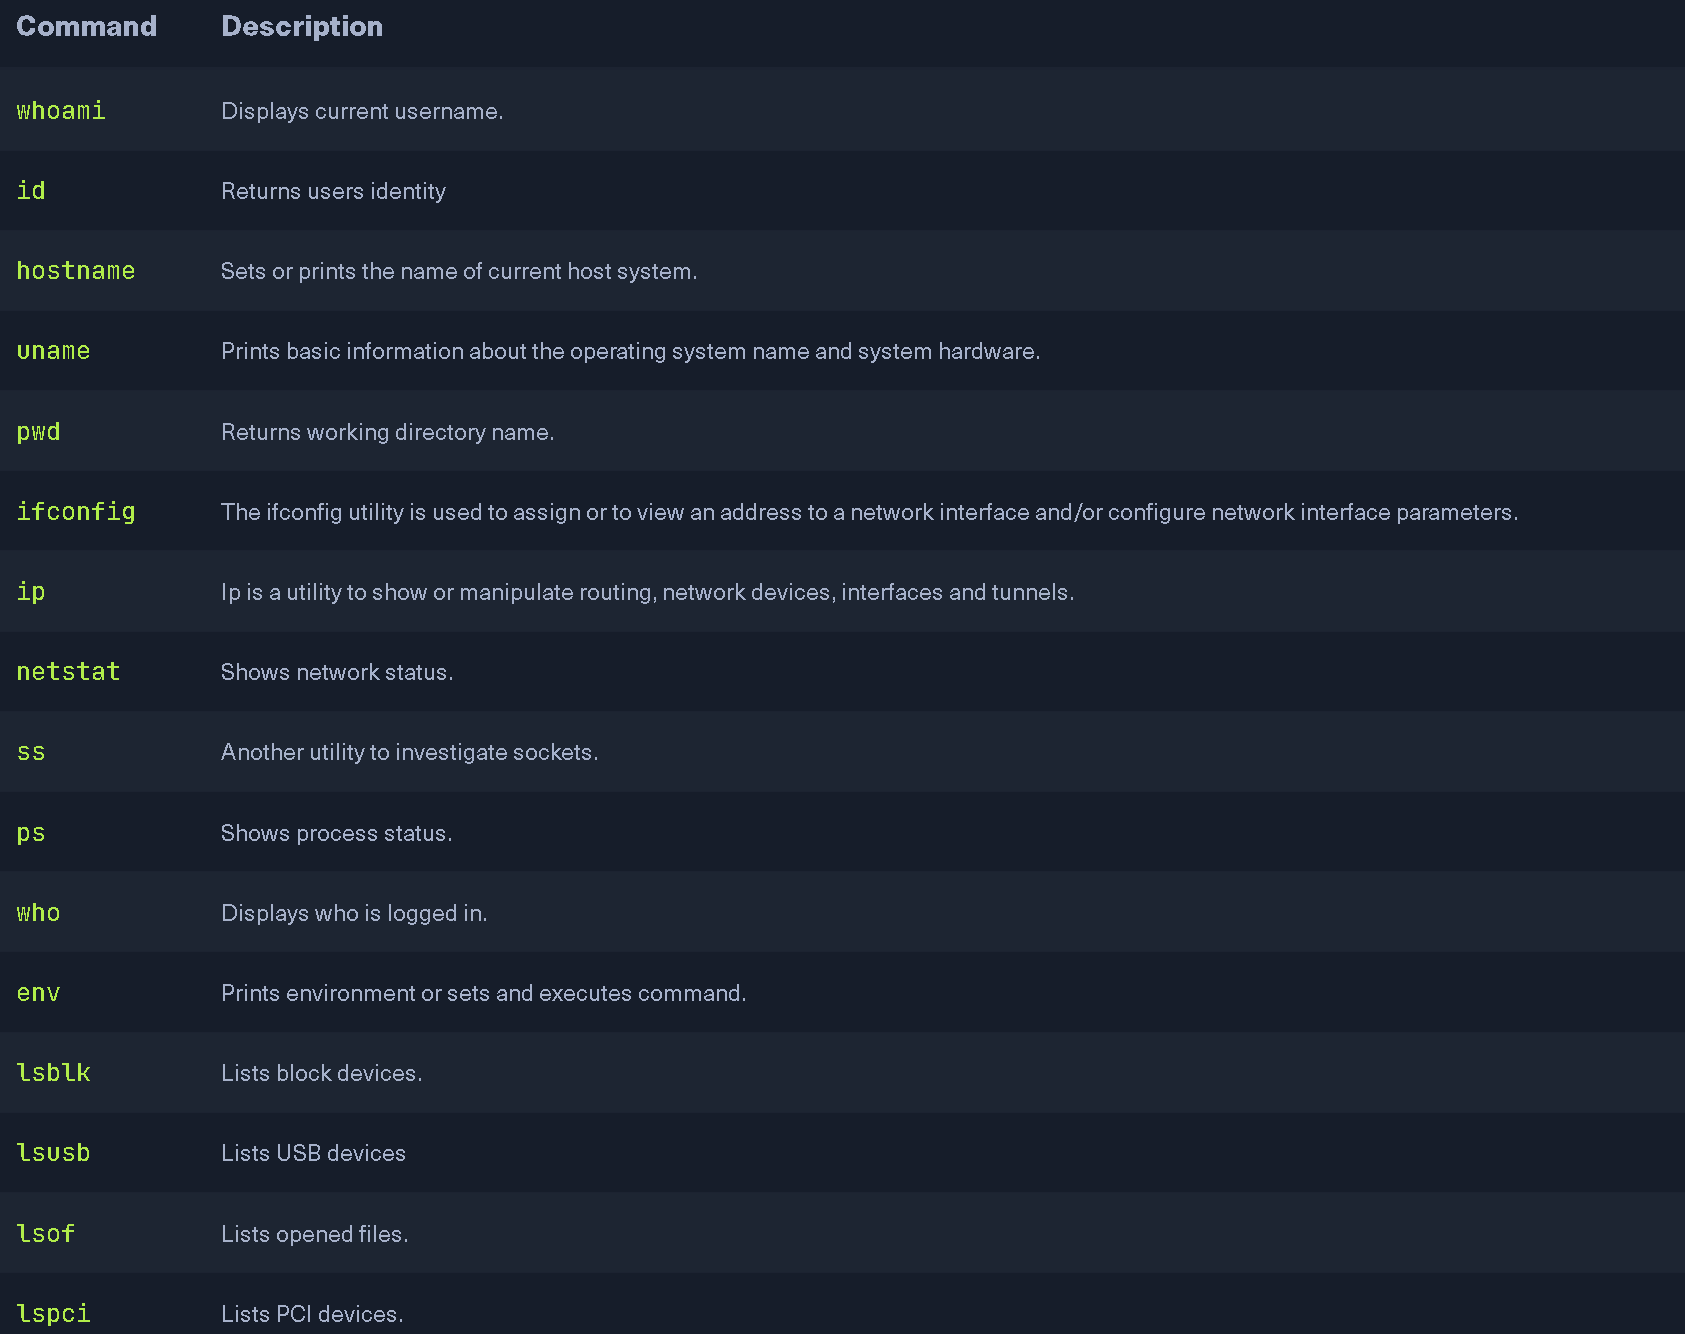 Command Description
whoami Displays current username.
id Returns users identity
hostname Sets or prints the name of current host system.
uname Prints basic information about the operating system name and system hardware.
pwd Returns working directory name.
ifconfig The ifconfig utility is used to assign or to view an address to a network interface and/or configure network interface parameters.
ip Ip is a utility to show or manipulate routing, network devices, interfaces and tunnels.
netstat Shows network status.
ss Another utility to investigate sockets.
ps Shows process status.
who Displays who is logged in.
env Prints environment or sets and executes command.
lsblk Lists block devices.
lsusb Lists USB devices
lsof Lists opened files.
lspci Lists PCI devices.